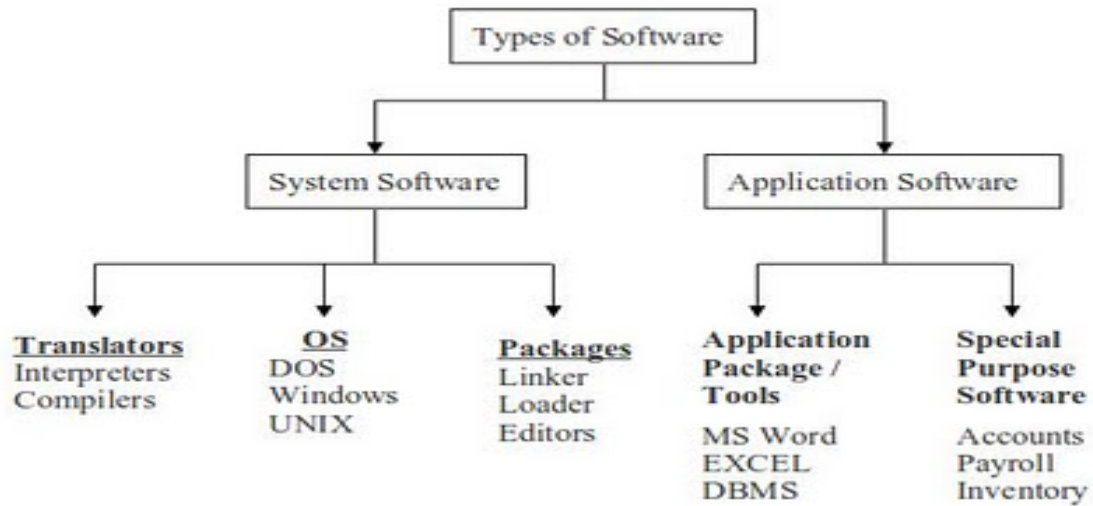 Types of Software
System Software
Application Software
Translators
Interpreters
Compilers
OS
DOS
Windows
UNIX
Packages
Linker
Loader
Editors
Application
Package /
Tools
MS Word
EXCEL
DBMS
Special
Purpose
Software
Accounts
Payroll
Inventory